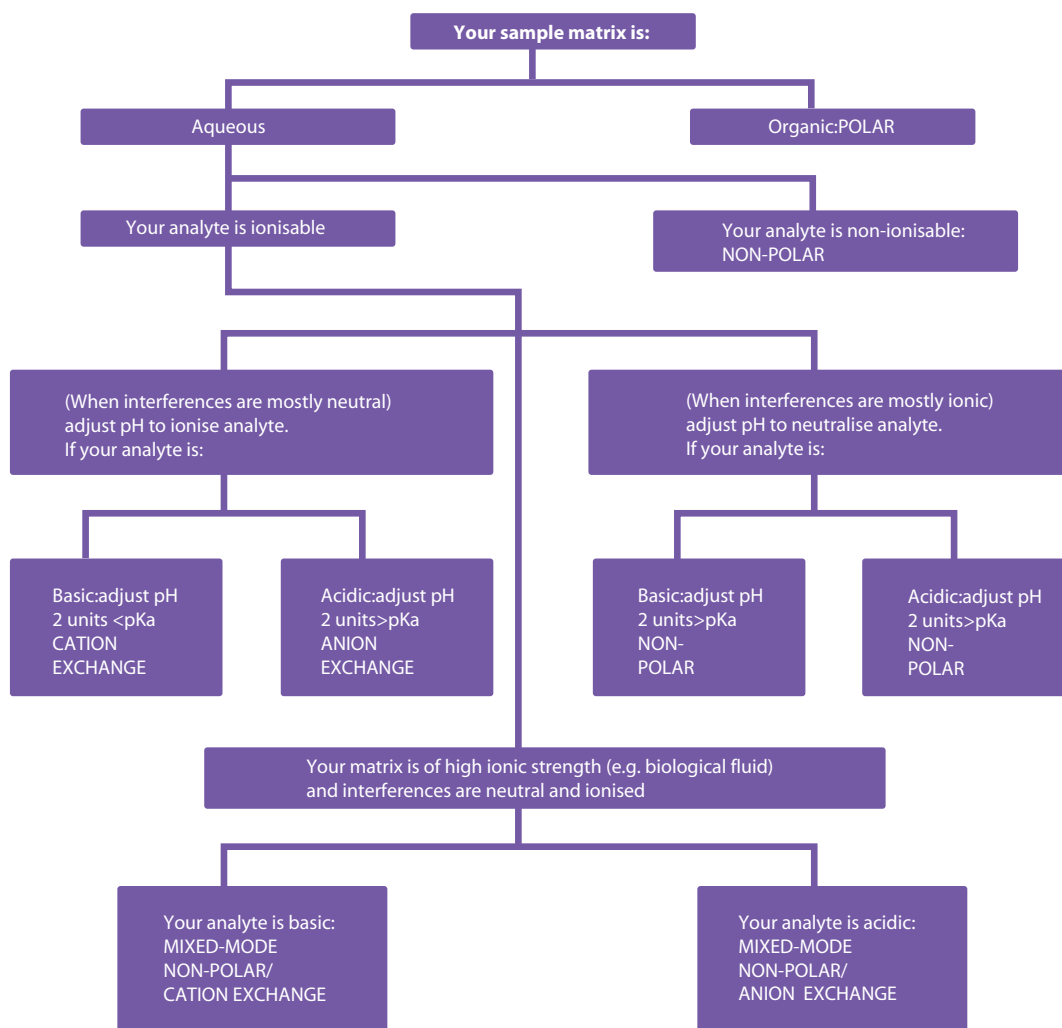 Your sample matrix is:
Aqueous
Organic:POLAR
Your analyte is ionisable
Your analyte is non-ionisable:
NON-POLAR
(When interferences are mostly neutral)
adjust pH to ionise analyte.
If your analyte is:
(When interferences are mostly ionic)
adjust pH to neutralise analyte.
If your analyte is:
Basic:adjust pH
2 units <pKa
CATION
EXCHANGE
Acidic:adjust pH
2 units>pKa
ANION
EXCHANGE
Basic:adjust pH
2 units>pKa
NON-
POLAR
Acidic:adjust pH
2 units>pKa
NON-
POLAR
Your matrix is of high ionic strength (e.g. biological fluid)
and interferences are neutral and ionised
Your analyte is basic:
MIXED-MODE
NON-POLAR/
CATION EXCHANGE
Your analyte is acidic:
MIXED-MODE
NON-POLAR/
ANION EXCHANGE